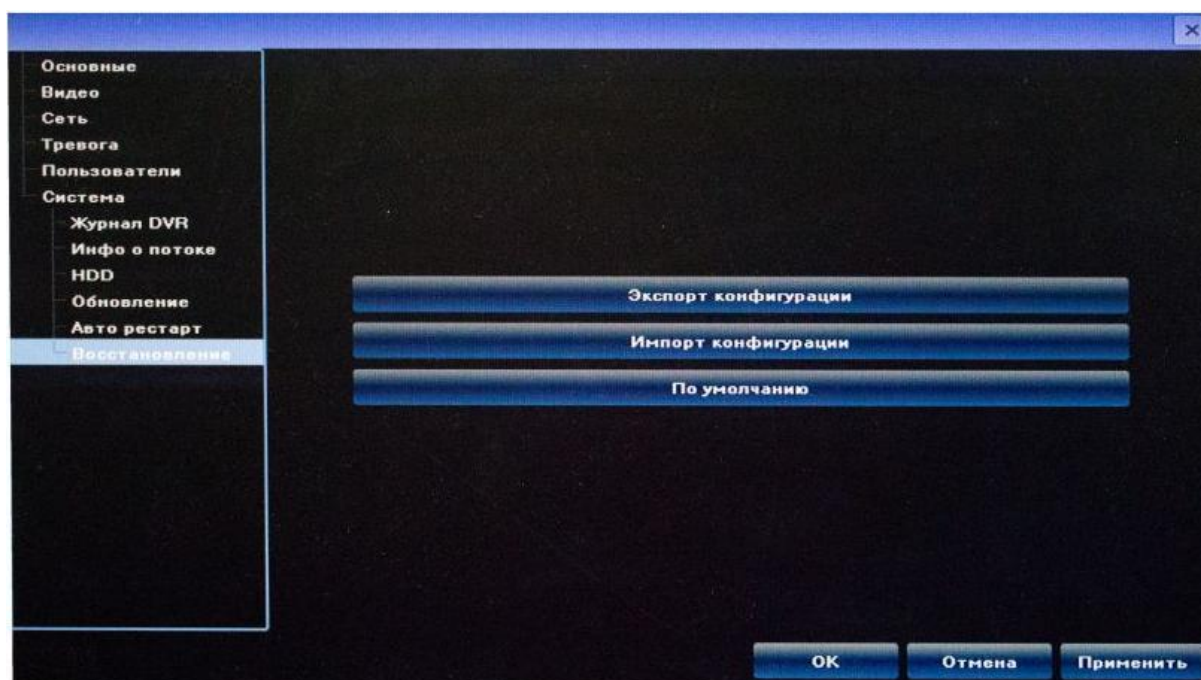 Основные
Видео
Сеть
Тревога
Пользователи
Система
Журнал DVR
Инфо о потоке
HDD
Обновление
Авто рестарт
Восстановление
Экспорт конфигурации
Импорт конфигурации
По умолчанию
OK
Отмена
Применить